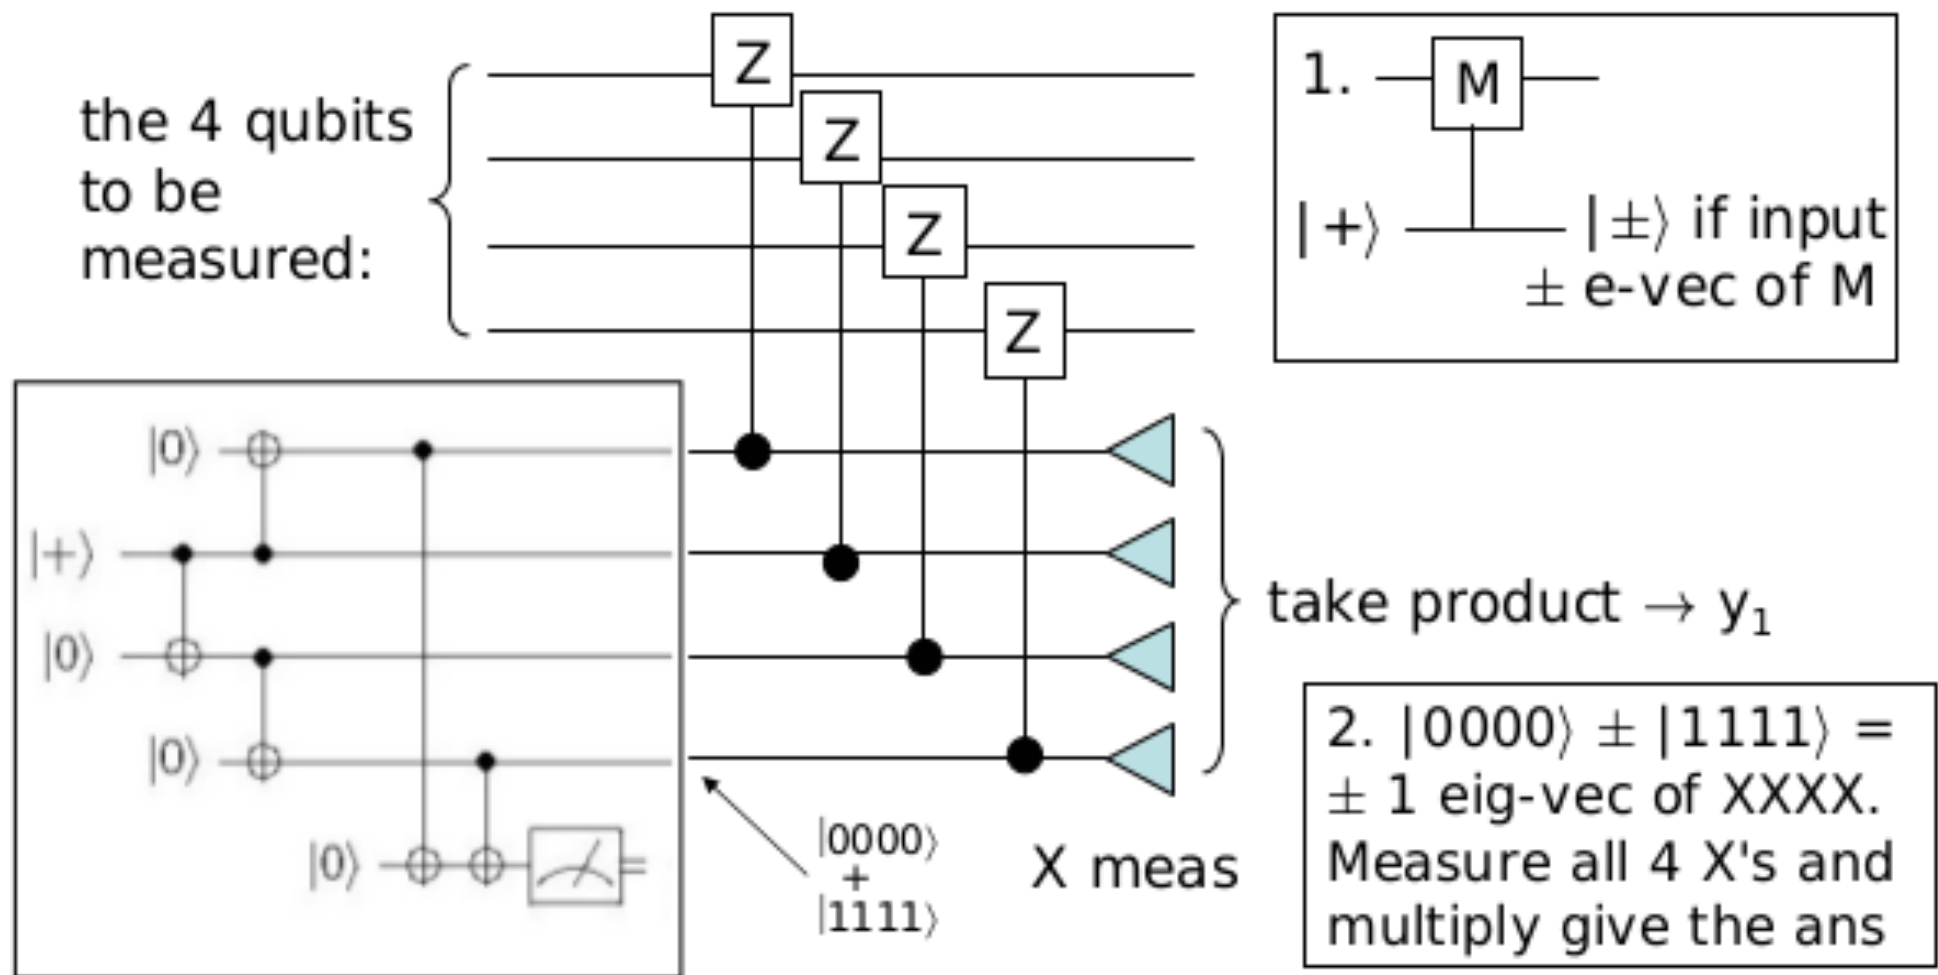 the 4 qubits
to be
measured:
Z
Z
Z
Z
1.
M
|+⟩
|±⟩ if input
± e-vec of M
|0⟩
|+⟩
|0⟩
|0⟩
|0⟩
|0000⟩
+
|1111⟩
X meas
take product → y₁
2. |0000⟩ ± |1111⟩ =
± 1 eig-vec of XXXX.
Measure all 4 X's and
multiply give the ans